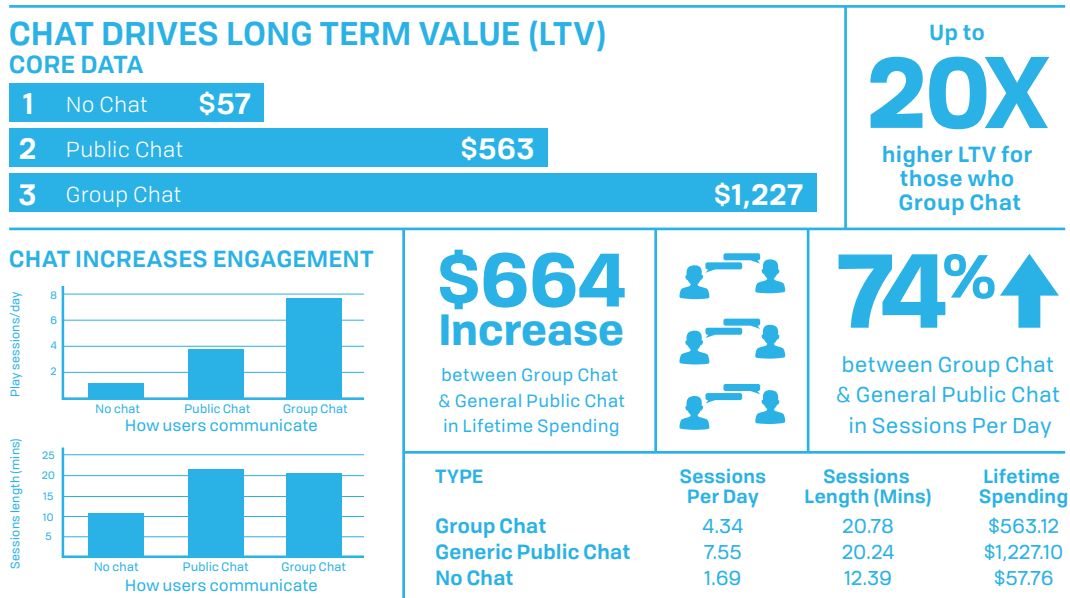 CHAT DRIVES LONG TERM VALUE (LTV)
CORE DATA
1 No Chat $57
2 Public Chat $563
3 Group Chat $1,227
Up to
20X
higher LTV for
those who
Group Chat
CHAT INCREASES ENGAGEMENT
Play sessions/day
8
6
4
2
No chat Public Chat Group Chat
How users communicate
Sessions length (mins)
25
20
15
10
5
No chat Public Chat Group Chat
How users communicate
$664
Increase
between Group Chat
& General Public Chat
in Lifetime Spending
74%
between Group Chat
& General Public Chat
in Sessions Per Day
TYPE Sessions Per Day Sessions Length (Mins) Lifetime Spending
Group Chat 4.34 20.78 $563.12
Generic Public Chat 7.55 20.24 $1,227.10
No Chat 1.69 12.39 $57.76